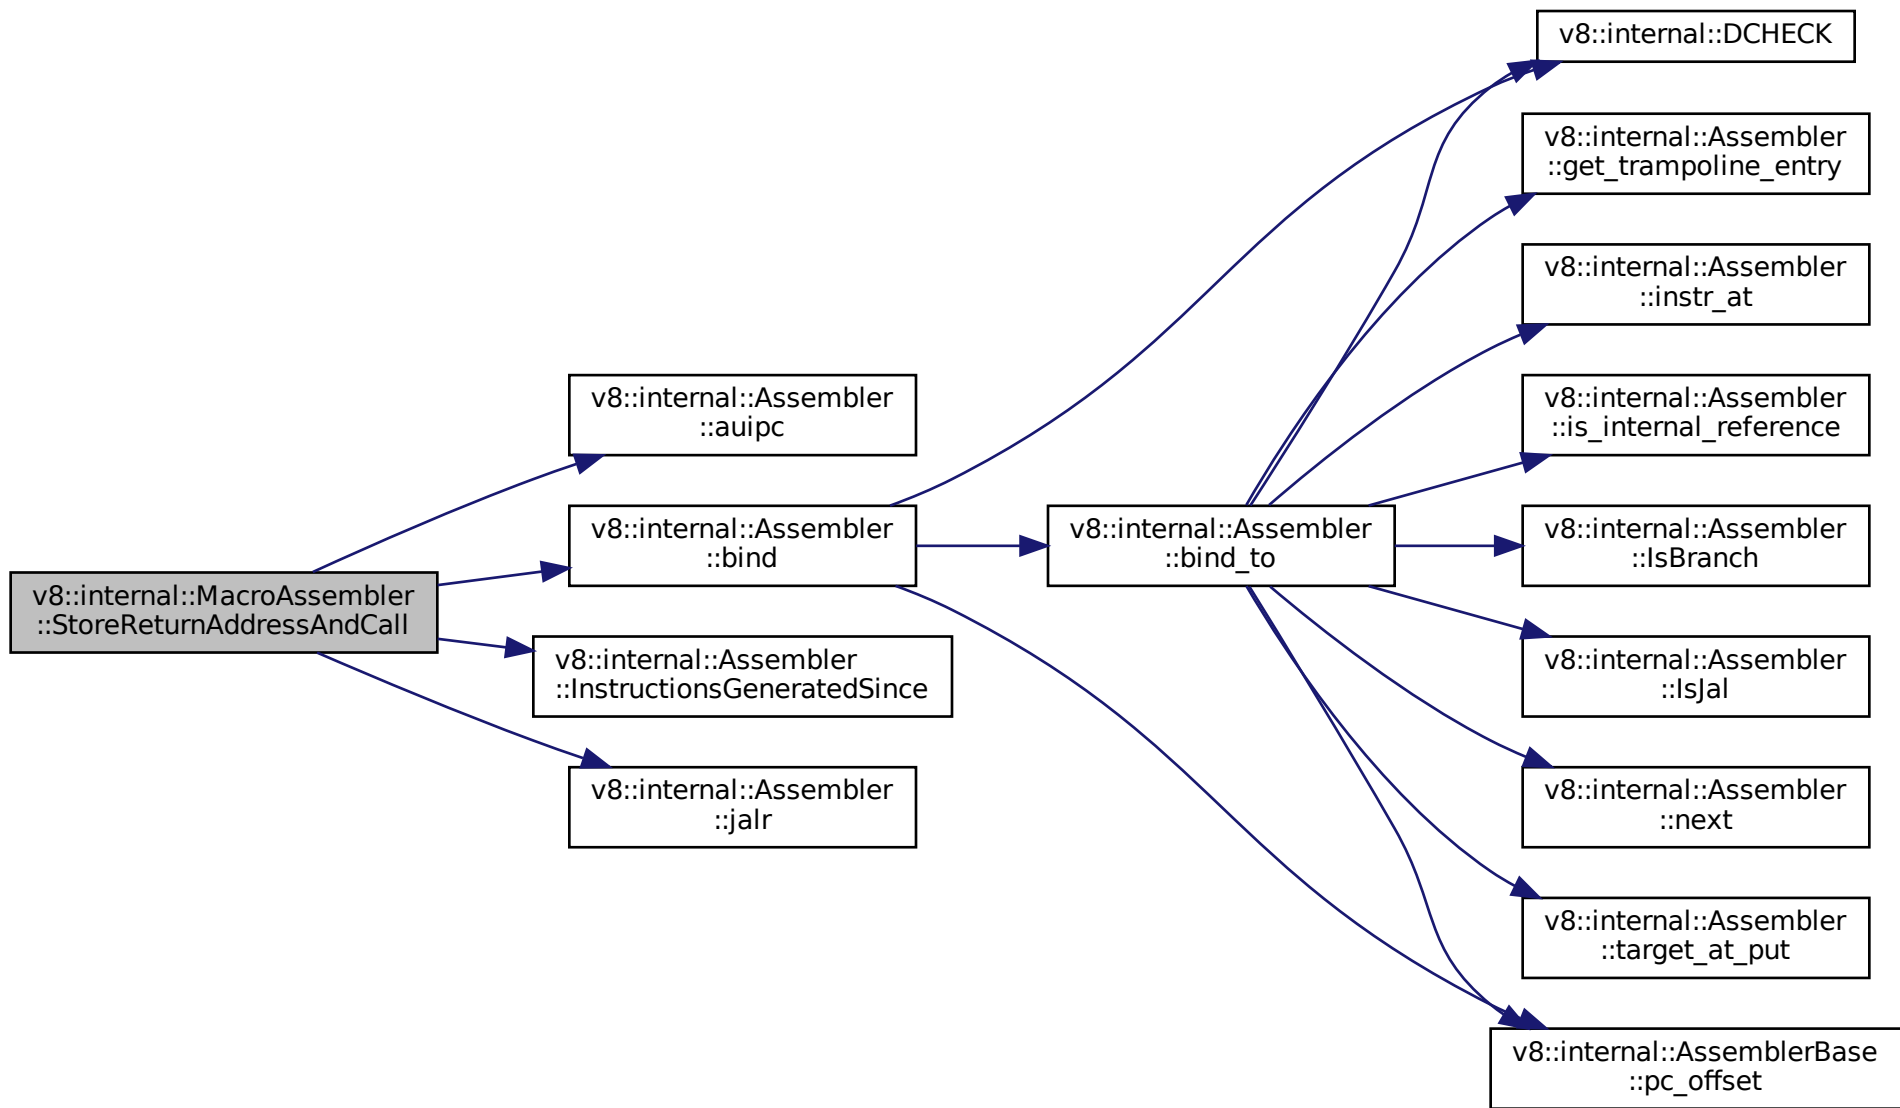 v8::internal::MacroAssembler
::StoreReturnAddressAndCall
v8::internal::Assembler
::auipc
v8::internal::Assembler
::bind
v8::internal::Assembler
::InstructionsGeneratedSince
v8::internal::Assembler
::jalr
v8::internal::Assembler
::bind_to
v8::internal::DCHECK
v8::internal::Assembler
::get_trampoline_entry
v8::internal::Assembler
::instr_at
v8::internal::Assembler
::is_internal_reference
v8::internal::Assembler
::IsBranch
v8::internal::Assembler
::IsJal
v8::internal::Assembler
::next
v8::internal::Assembler
::target_at_put
v8::internal::AssemblerBase
::pc_offset